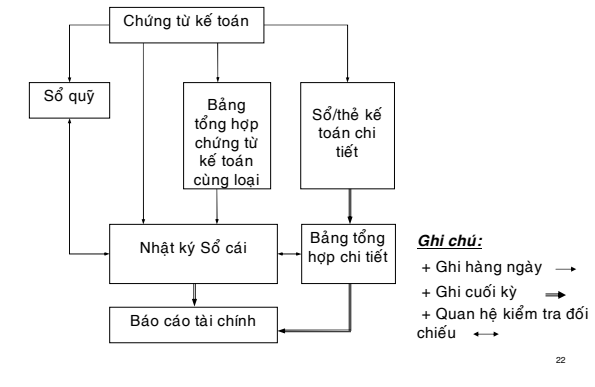 Chứng từ kế toán
Sổ quỹ
Bảng
tổng hợp
chứng từ
kế toán
cùng loại
Sổ/thẻ kế
toán chi
tiết
Nhật ký Sổ cái
Bảng tổng
hợp chi tiết
Báo cáo tài chính
Ghi chú:
+ Ghi hàng ngày
+ Ghi cuối kỳ
+ Quan hệ kiểm tra đối
chiếu
22